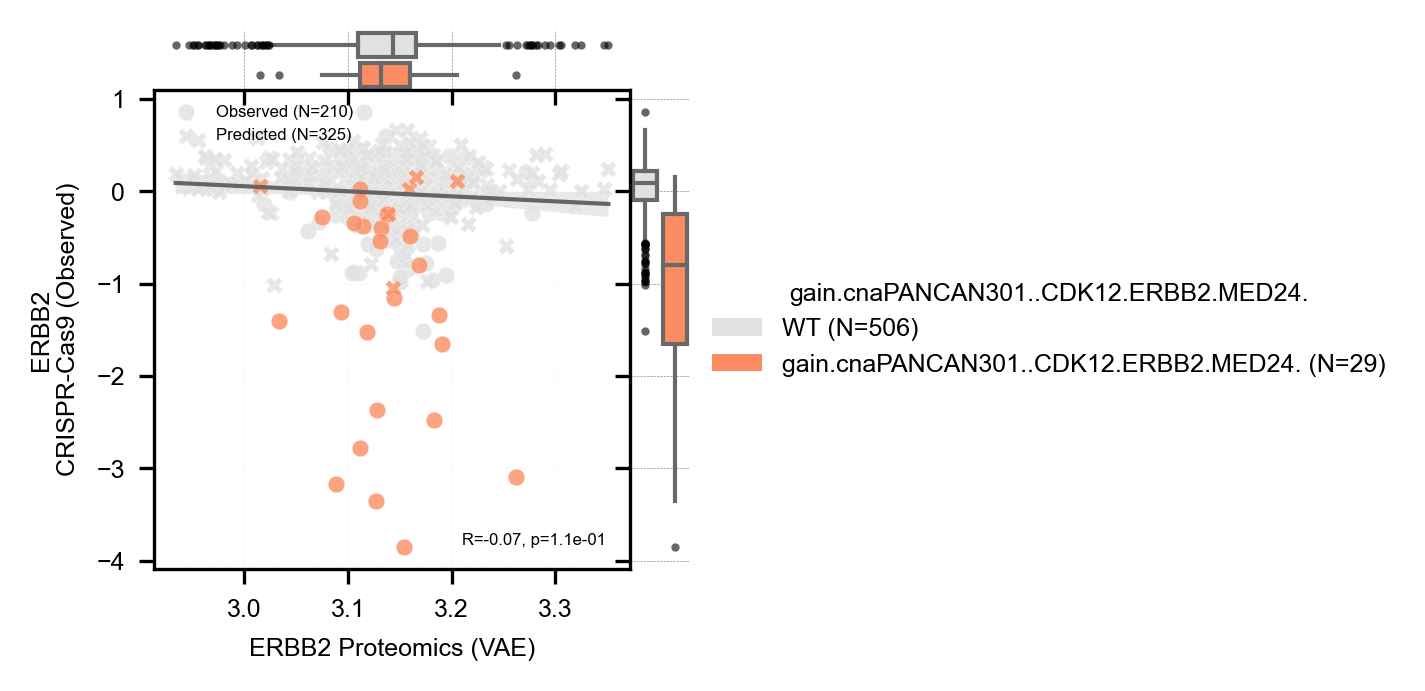 Observed (N=210)
Predicted (N=325)
1
0
−1
−2
−3
−4
ERBB2
CRISPR-Cas9 (Observed)
R=-0.07, p=1.1e-01
3.0
3.1
3.2
3.3
ERBB2 Proteomics (VAE)
gain.cnaPANCAN301..CDK12.ERBB2.MED24.
WT (N=506)
gain.cnaPANCAN301..CDK12.ERBB2.MED24. (N=29)